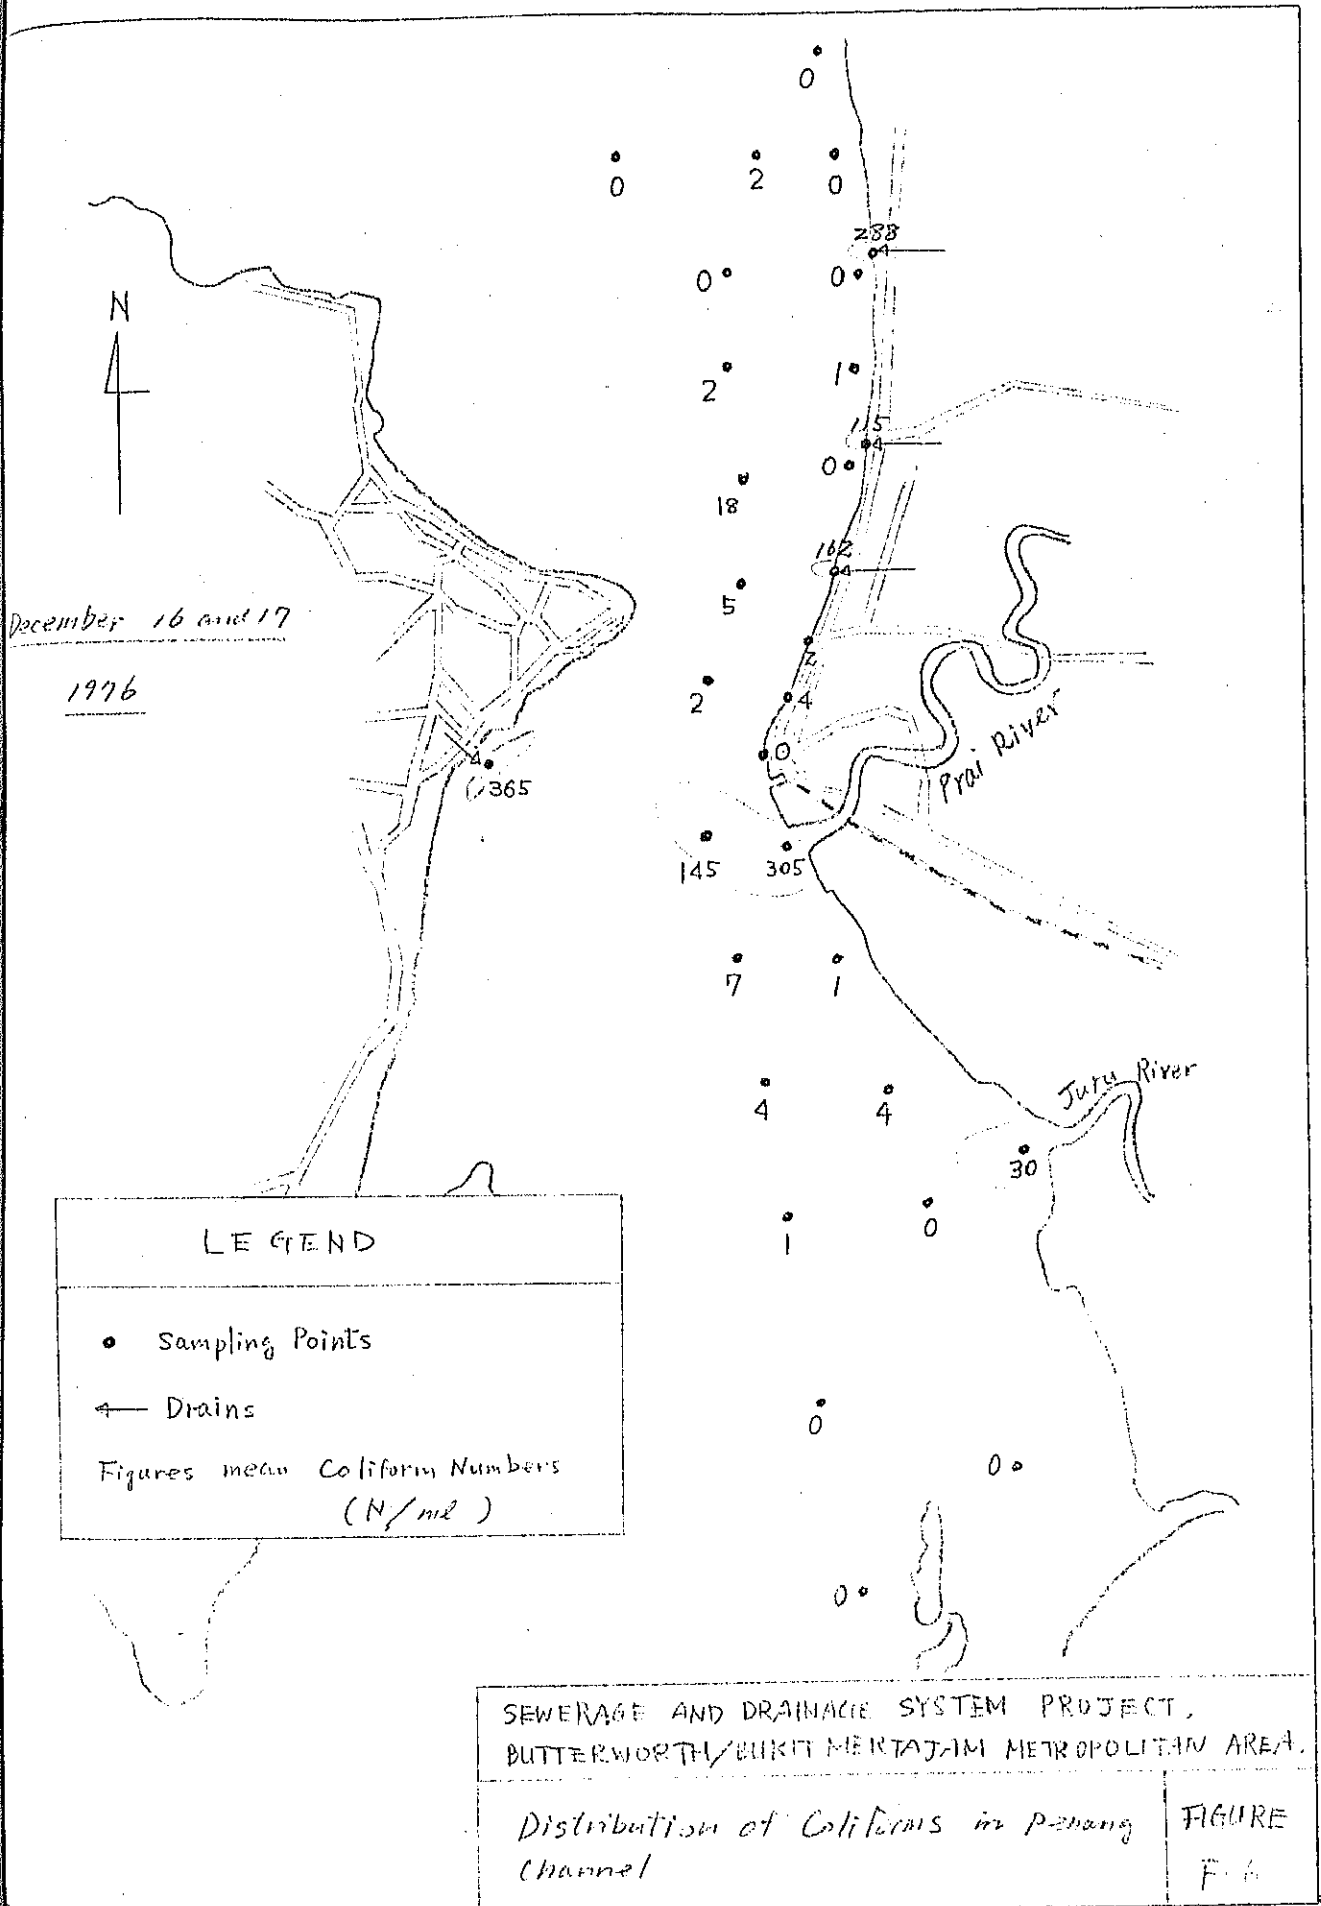 0
0
2
0
288
0
0
N
2
1
115
0
18
162
5
December 16 and 17
1976
2
2
4
0
Prai River
365
145
305
7
1
Juru River
4
4
30
1
0
LEGEND
Sampling Points
Drains
Figures mean Coliform Numbers
(N/ml)
0
0
0
SEWERAGE AND DRAINAGE SYSTEM PROJECT,
BUTTERWORTH/BUKIT MERTAJAM METROPOLITAN AREA.
Distribution of Coliforms in Penang
Channel
FIGURE